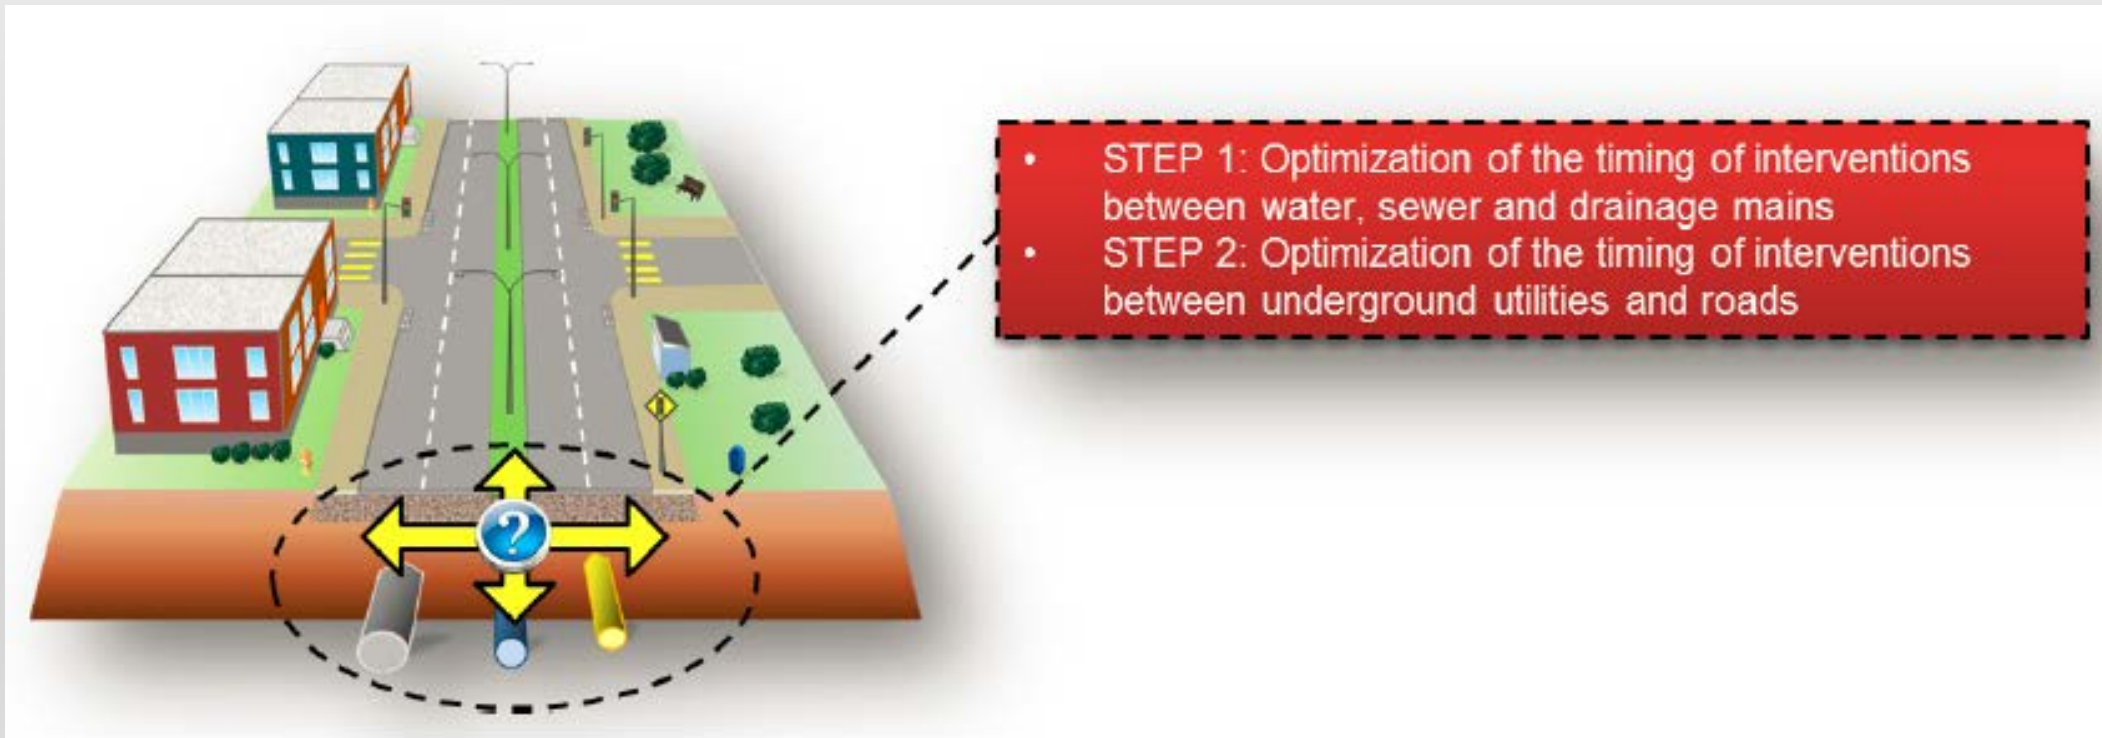 • STEP 1: Optimization of the timing of interventions
between water, sewer and drainage mains
• STEP 2: Optimization of the timing of interventions
between underground utilities and roads
?